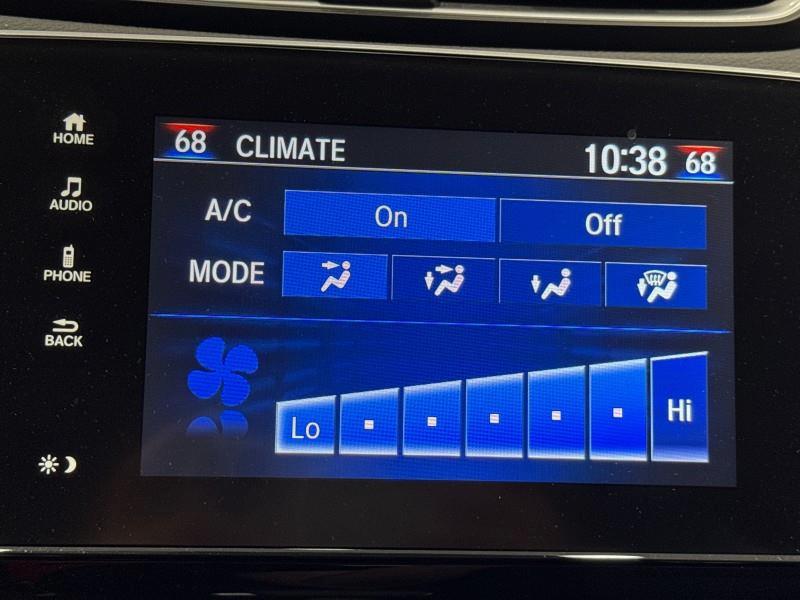 68 CLIMATE 10:38 68
HOME
AUDIO
PHONE
BACK
A/C On Off
MODE
Lo Hi